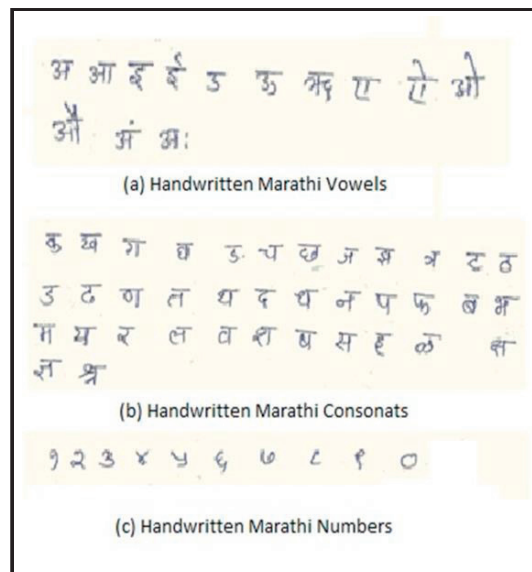 अ आ इ ई उ ऊ ऋ ए ऐ ओ
औ अं अः
(a) Handwritten Marathi Vowels
क ख ग घ ङ च छ ज झ ञ ट ठ
ड ढ ण त थ द ध न प फ ब भ
म य र ल व श ष स ह ळ क्ष
ज्ञ श्र
(b) Handwritten Marathi Consonats
१ २ ३ ४ ५ ६ ७ ८ ९ ०
(c) Handwritten Marathi Numbers